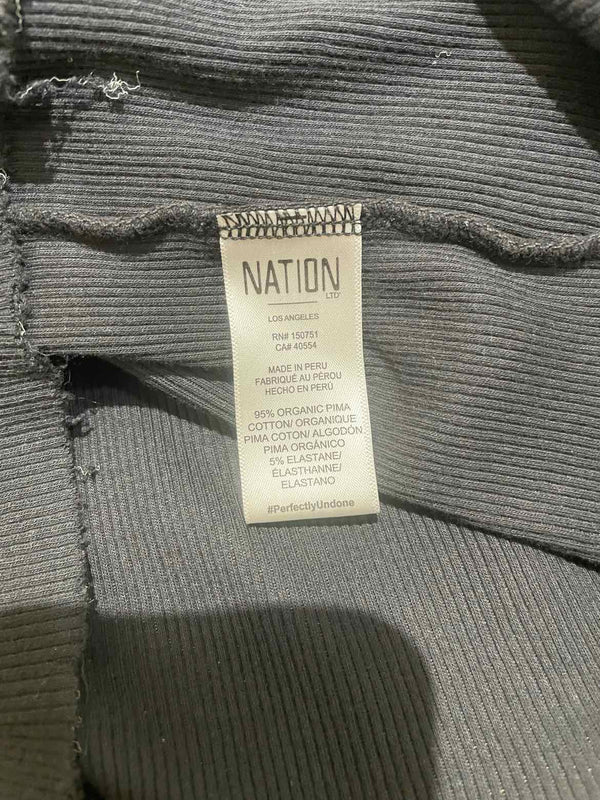 NATION
LTD
LOS ANGELES
RN# 150751
CA# 40554
MADE IN PERU
FABRIQUÉ AU PÉROU
HECHO EN PERÚ
95% ORGANIC PIMA
COTTON/ ORGANIQUE
PIMA COTON/ ALGODÓN
PIMA ORGÁNICO
5% ELASTANE/
ÉLASTHANNE/
ELASTANO
#PerfectlyUndone